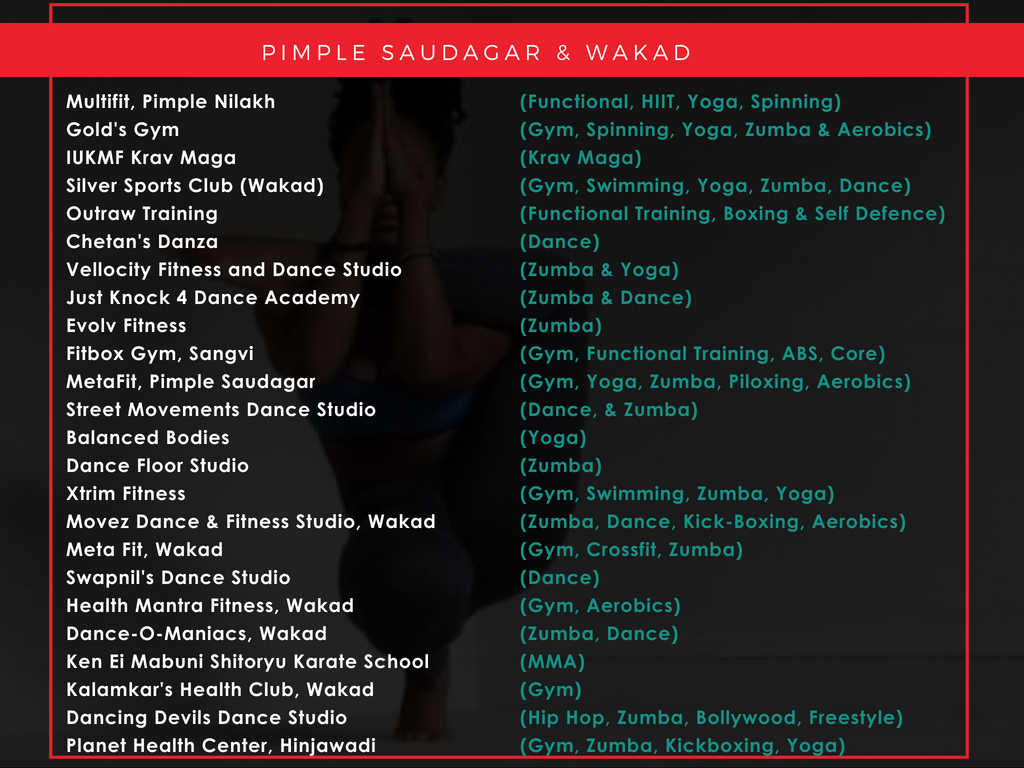 PIMPLE SAUDAGAR & WAKAD
Multifit, Pimple Nilakh (Functional, HIIT, Yoga, Spinning)
Gold's Gym (Gym, Spinning, Yoga, Zumba & Aerobics)
IUKMF Krav Maga (Krav Maga)
Silver Sports Club (Wakad) (Gym, Swimming, Yoga, Zumba, Dance)
Outraw Training (Functional Training, Boxing & Self Defence)
Chetan's Danza (Dance)
Vellocity Fitness and Dance Studio (Zumba & Yoga)
Just Knock 4 Dance Academy (Zumba & Dance)
Evolv Fitness (Zumba)
Fitbox Gym, Sangvi (Gym, Functional Training, ABS, Core)
MetaFit, Pimple Saudagar (Gym, Yoga, Zumba, Piloxing, Aerobics)
Street Movements Dance Studio (Dance, & Zumba)
Balanced Bodies (Yoga)
Dance Floor Studio (Zumba)
Xtrim Fitness (Gym, Swimming, Zumba, Yoga)
Movez Dance & Fitness Studio, Wakad (Zumba, Dance, Kick-Boxing, Aerobics)
Meta Fit, Wakad (Gym, Crossfit, Zumba)
Swapnil's Dance Studio (Dance)
Health Mantra Fitness, Wakad (Gym, Aerobics)
Dance-O-Maniacs, Wakad (Zumba, Dance)
Ken Ei Mabuni Shitoryu Karate School (MMA)
Kalamkar's Health Club, Wakad (Gym)
Dancing Devils Dance Studio (Hip Hop, Zumba, Bollywood, Freestyle)
Planet Health Center, Hinjawadi (Gym, Zumba, Kickboxing, Yoga)